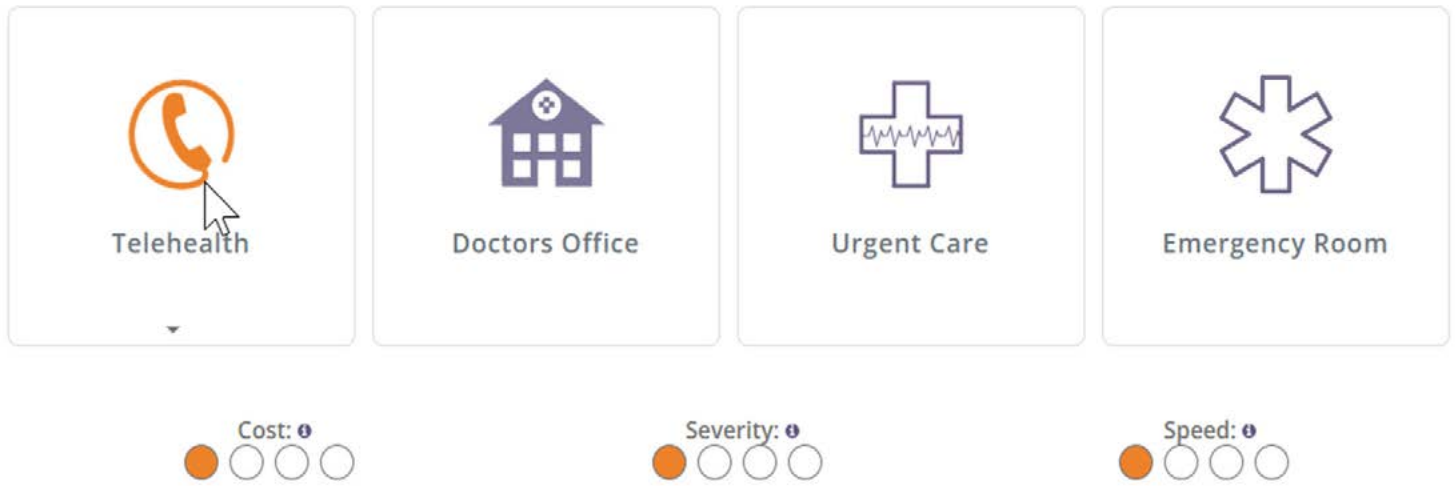 Telehealth
Doctors Office
Urgent Care
Emergency Room
Cost:
Severity:
Speed: